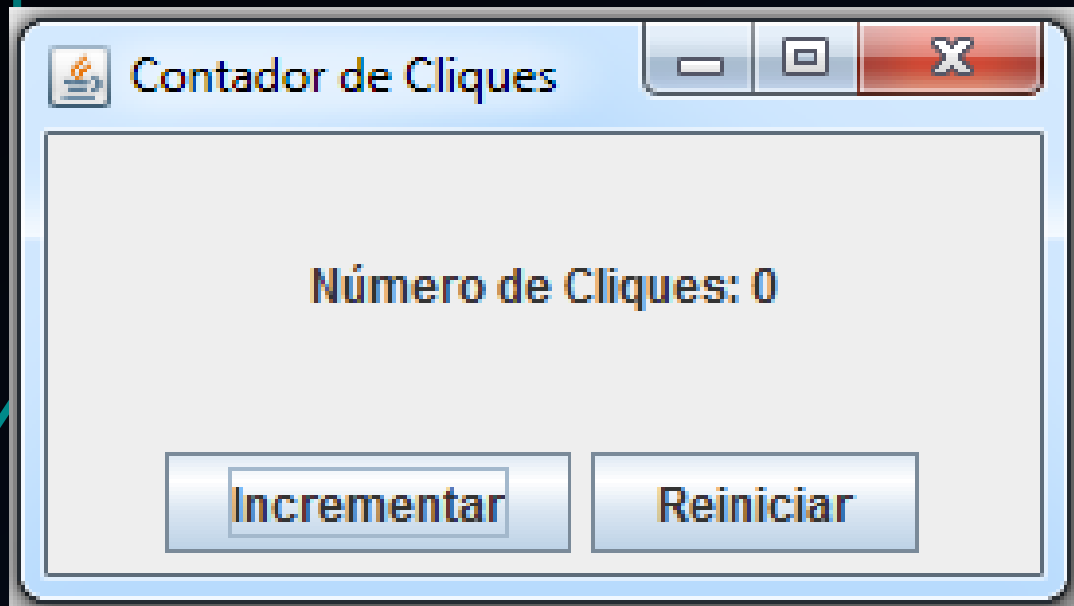 Contador de Cliques
Número de Cliques: 0
Incrementar Reiniciar